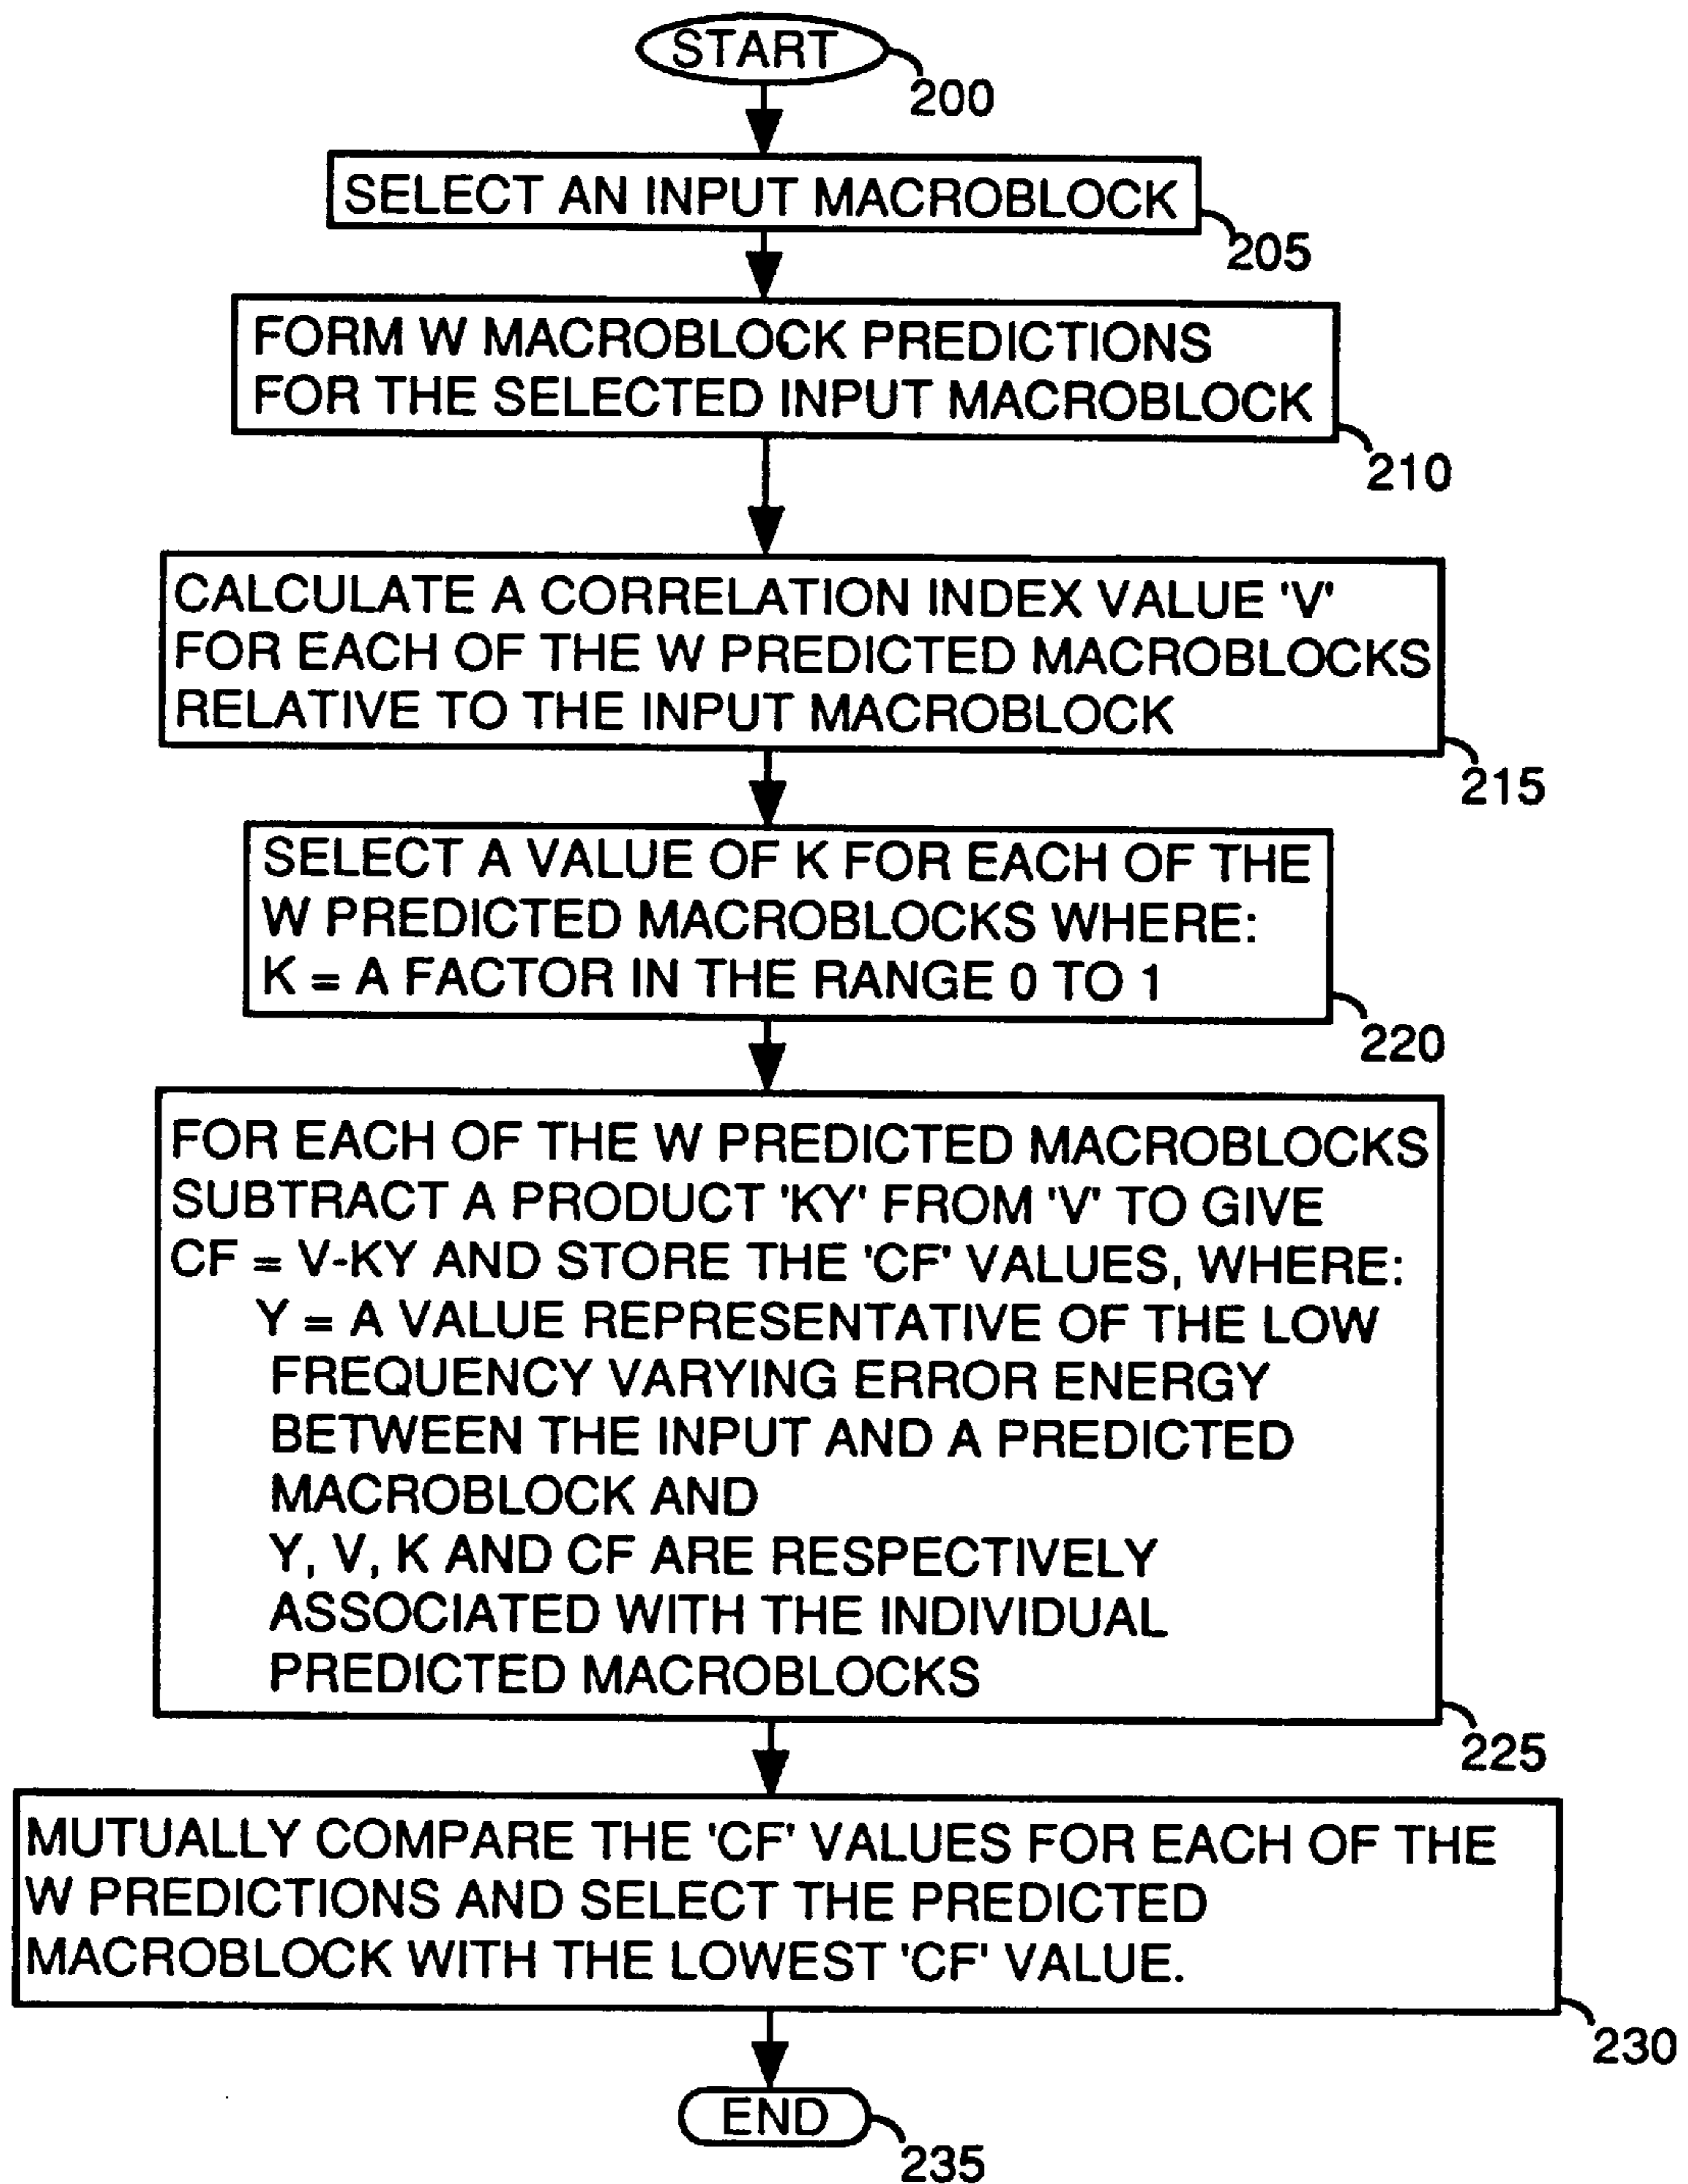 START
200
SELECT AN INPUT MACROBLOCK
205
FORM W MACROBLOCK PREDICTIONS
FOR THE SELECTED INPUT MACROBLOCK
210
CALCULATE A CORRELATION INDEX VALUE 'V'
FOR EACH OF THE W PREDICTED MACROBLOCKS
RELATIVE TO THE INPUT MACROBLOCK
215
SELECT A VALUE OF K FOR EACH OF THE
W PREDICTED MACROBLOCKS WHERE:
K = A FACTOR IN THE RANGE 0 TO 1
220
FOR EACH OF THE W PREDICTED MACROBLOCKS
SUBTRACT A PRODUCT 'KY' FROM 'V' TO GIVE
CF = V-KY AND STORE THE 'CF' VALUES, WHERE:
Y = A VALUE REPRESENTATIVE OF THE LOW
FREQUENCY VARYING ERROR ENERGY
BETWEEN THE INPUT AND A PREDICTED
MACROBLOCK AND
Y, V, K AND CF ARE RESPECTIVELY
ASSOCIATED WITH THE INDIVIDUAL
PREDICTED MACROBLOCKS
225
MUTUALLY COMPARE THE 'CF' VALUES FOR EACH OF THE
W PREDICTIONS AND SELECT THE PREDICTED
MACROBLOCK WITH THE LOWEST 'CF' VALUE.
230
END
235